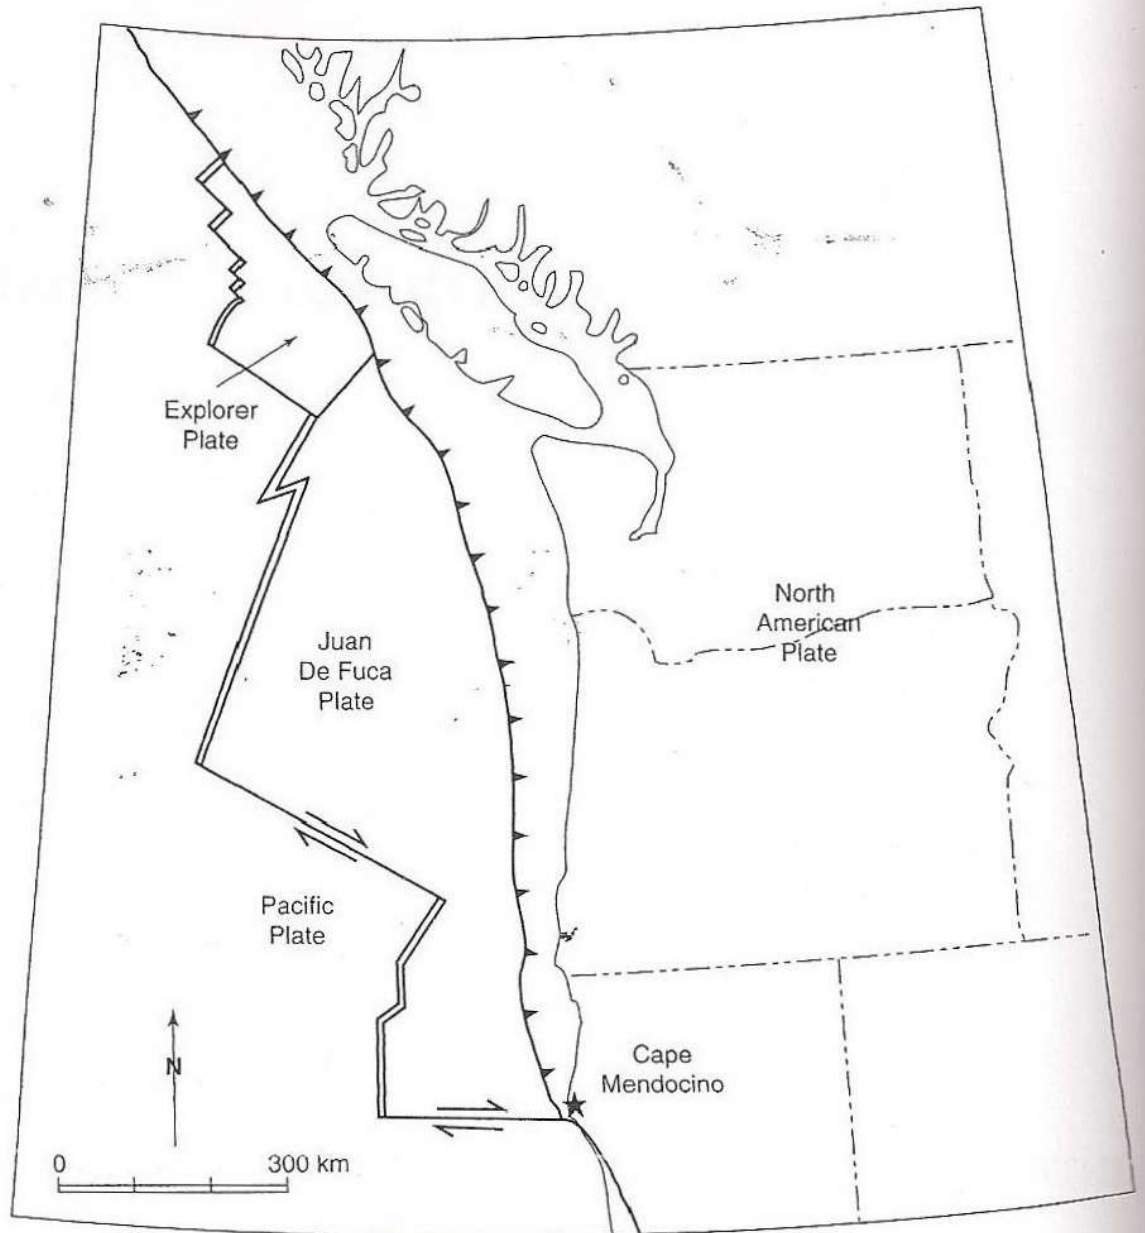 Explorer
Plate
Juan
De Fuca
Plate
North
American
Plate
Pacific
Plate
N
Cape
Mendocino
0
300 km